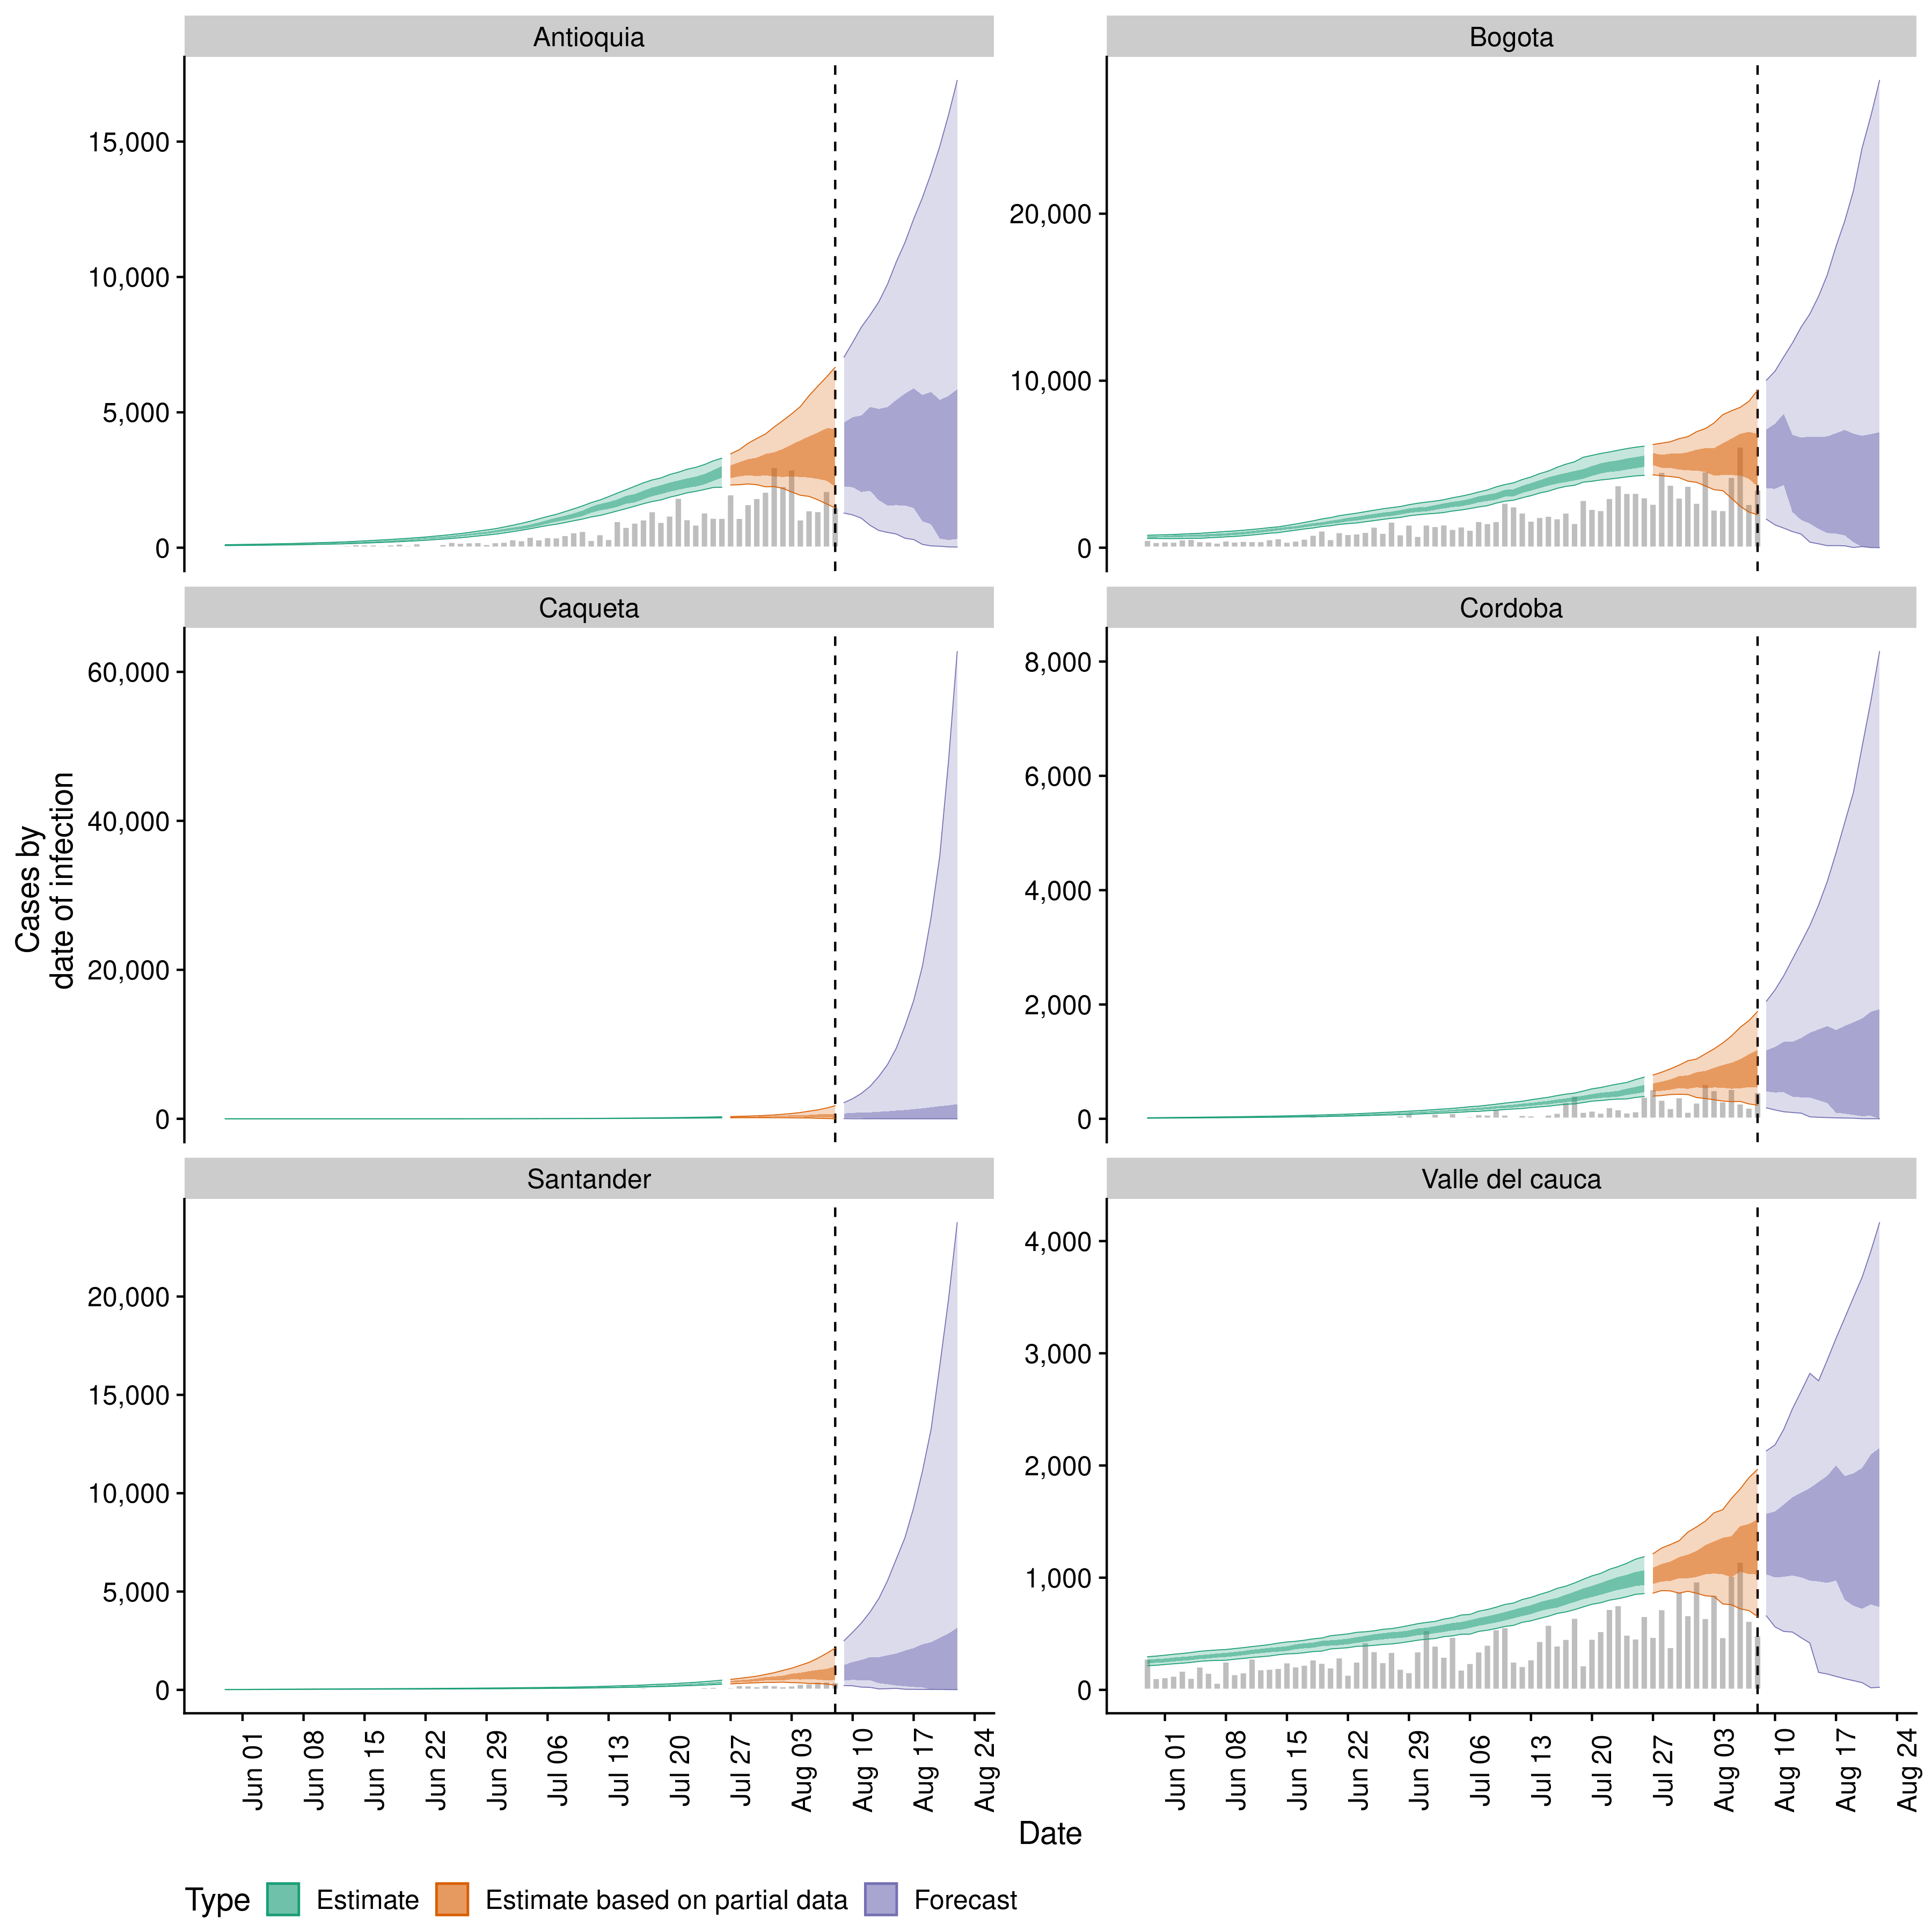 Antioquia
Bogota
15,000
10,000
5,000
0
20,000
10,000
0
Caqueta
Cordoba
60,000
40,000
20,000
0
8,000
6,000
4,000
2,000
0
Cases by
date of infection
Santander
Valle del cauca
20,000
15,000
10,000
5,000
0
4,000
3,000
2,000
1,000
0
Jun 01
Jun 08
Jun 15
Jun 22
Jun 29
Jul 06
Jul 13
Jul 20
Jul 27
Aug 03
Aug 10
Aug 17
Aug 24
Jun 01
Jun 08
Jun 15
Jun 22
Jun 29
Jul 06
Jul 13
Jul 20
Jul 27
Aug 03
Aug 10
Aug 17
Aug 24
Date
Type Estimate Estimate based on partial data Forecast